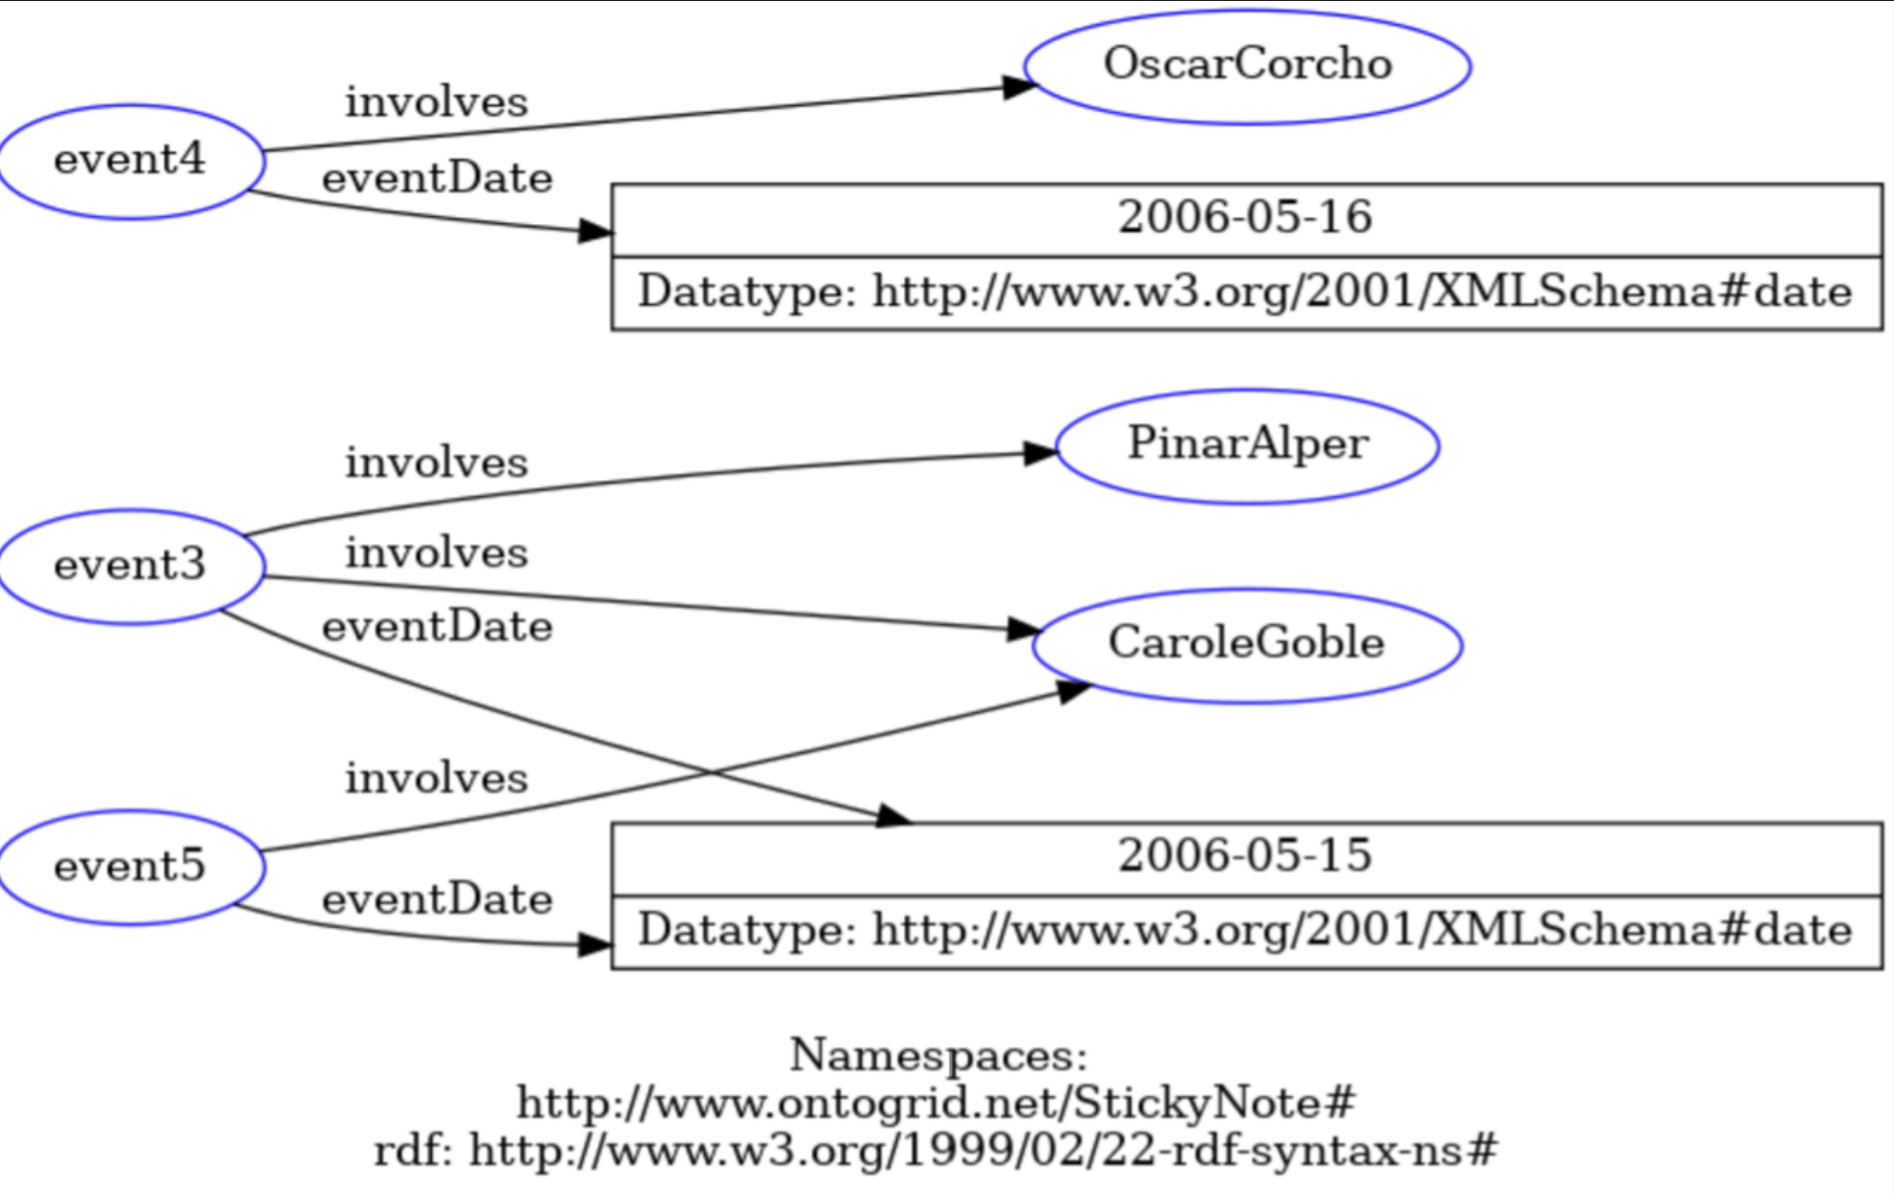 OscarCorcho
involves
event4
eventDate
2006-05-16
Datatype: http://www.w3.org/2001/XMLSchema#date
PinarAlper
involves
involves
event3
eventDate
CaroleGoble
involves
2006-05-15
event5
eventDate
Datatype: http://www.w3.org/2001/XMLSchema#date
Namespaces:
http://www.ontogrid.net/StickyNote#
rdf: http://www.w3.org/1999/02/22-rdf-syntax-ns#